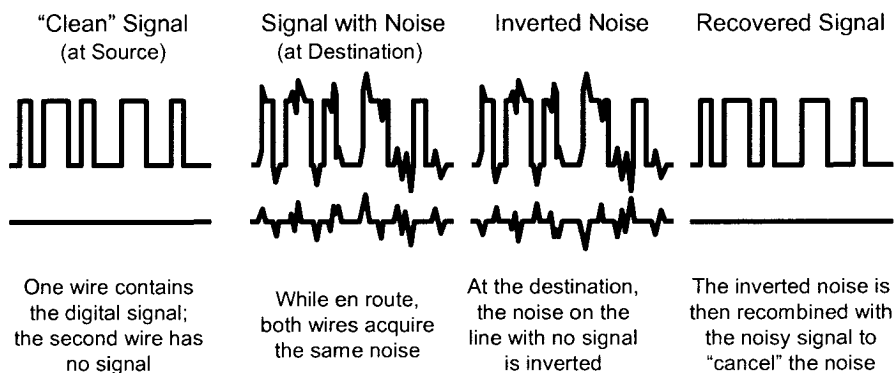 “Clean” Signal
(at Source)
Signal with Noise
(at Destination)
Inverted Noise
Recovered Signal
One wire contains
the digital signal;
the second wire has
no signal
While en route,
both wires acquire
the same noise
At the destination,
the noise on the
line with no signal
is inverted
The inverted noise is
then recombined with
the noisy signal to
“cancel” the noise